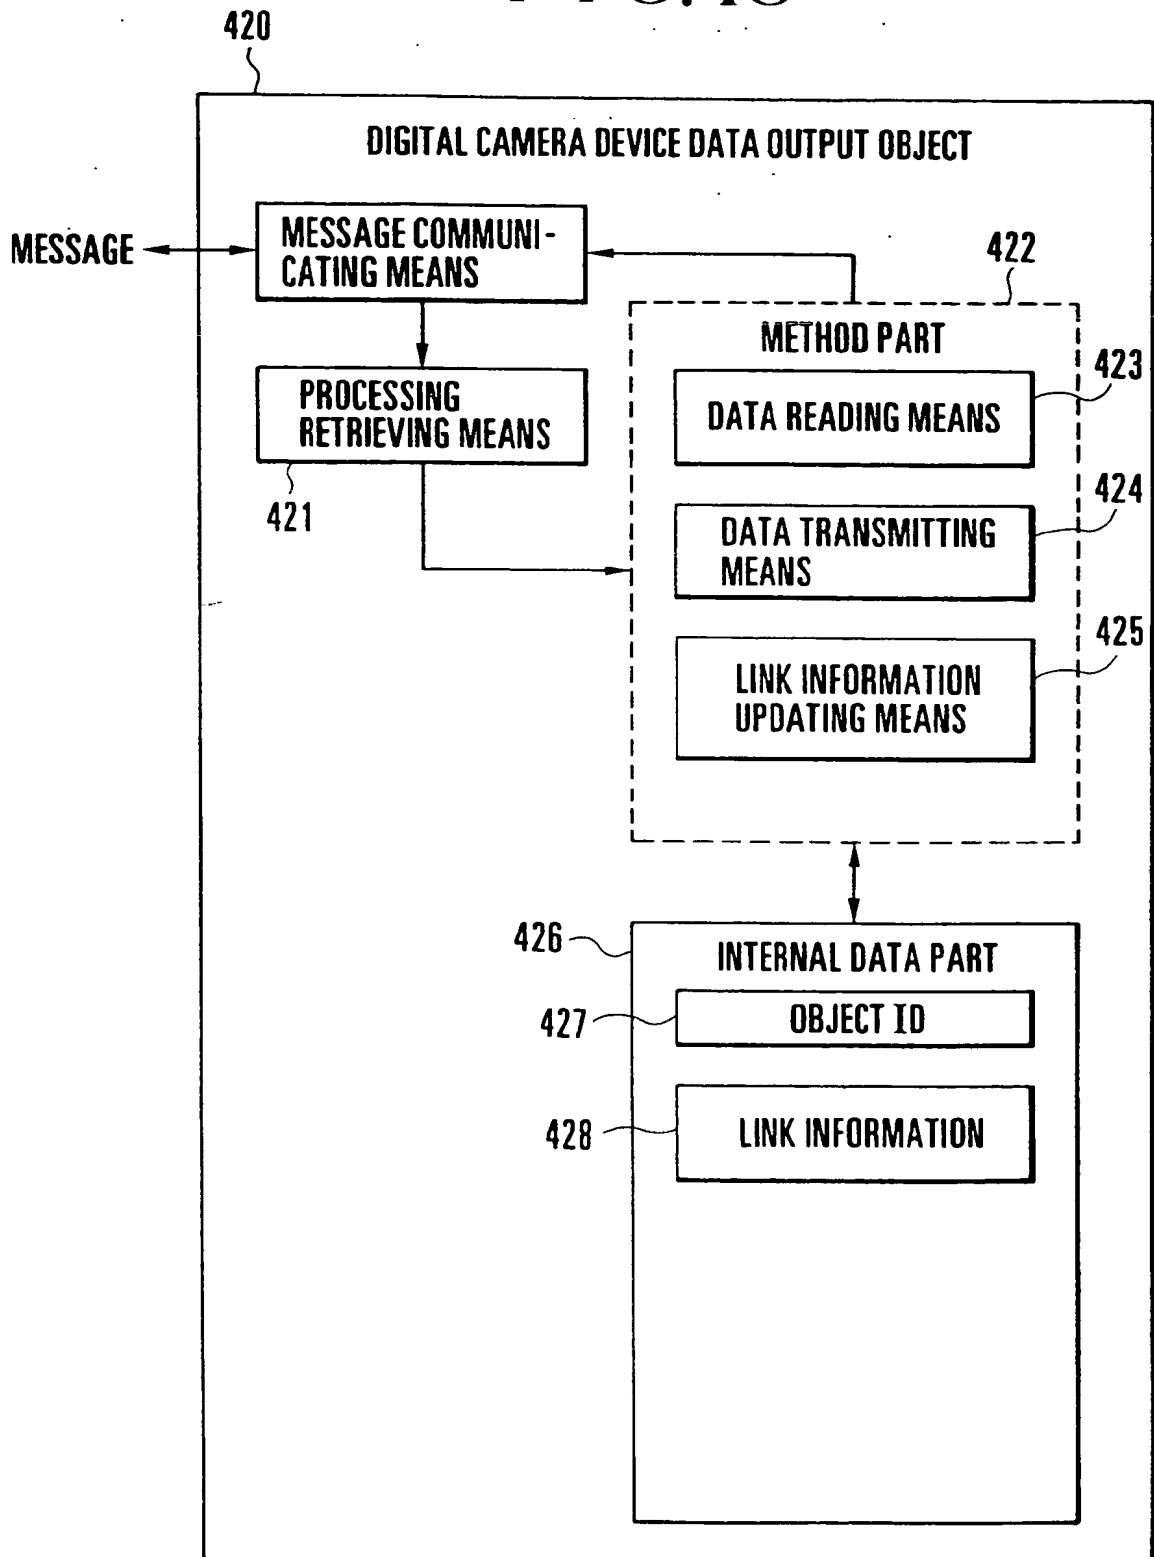 420
DIGITAL CAMERA DEVICE DATA OUTPUT OBJECT
MESSAGE
MESSAGE COMMUNI-
CATING MEANS
422
METHOD PART
PROCESSING
RETRIEVING MEANS
421
423
DATA READING MEANS
424
DATA TRANSMITTING
MEANS
425
LINK INFORMATION
UPDATING MEANS
426
INTERNAL DATA PART
427
OBJECT ID
428
LINK INFORMATION